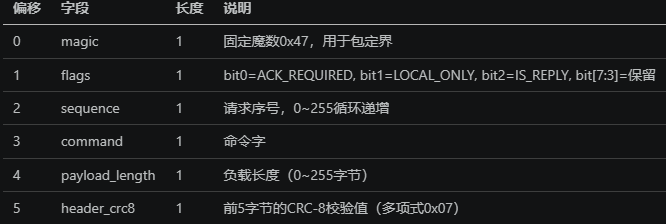 偏移 字段 长度 说明
0 magic 1 固定魔数0x47，用于包定界
1 flags 1 bit0=ACK_REQUIRED, bit1=LOCAL_ONLY, bit2=IS_REPLY, bit[7:3]=保留
2 sequence 1 请求序号，0~255循环递增
3 command 1 命令字
4 payload_length 1 负载长度（0~255字节）
5 header_crc8 1 前5字节的CRC-8校验值（多项式0x07）